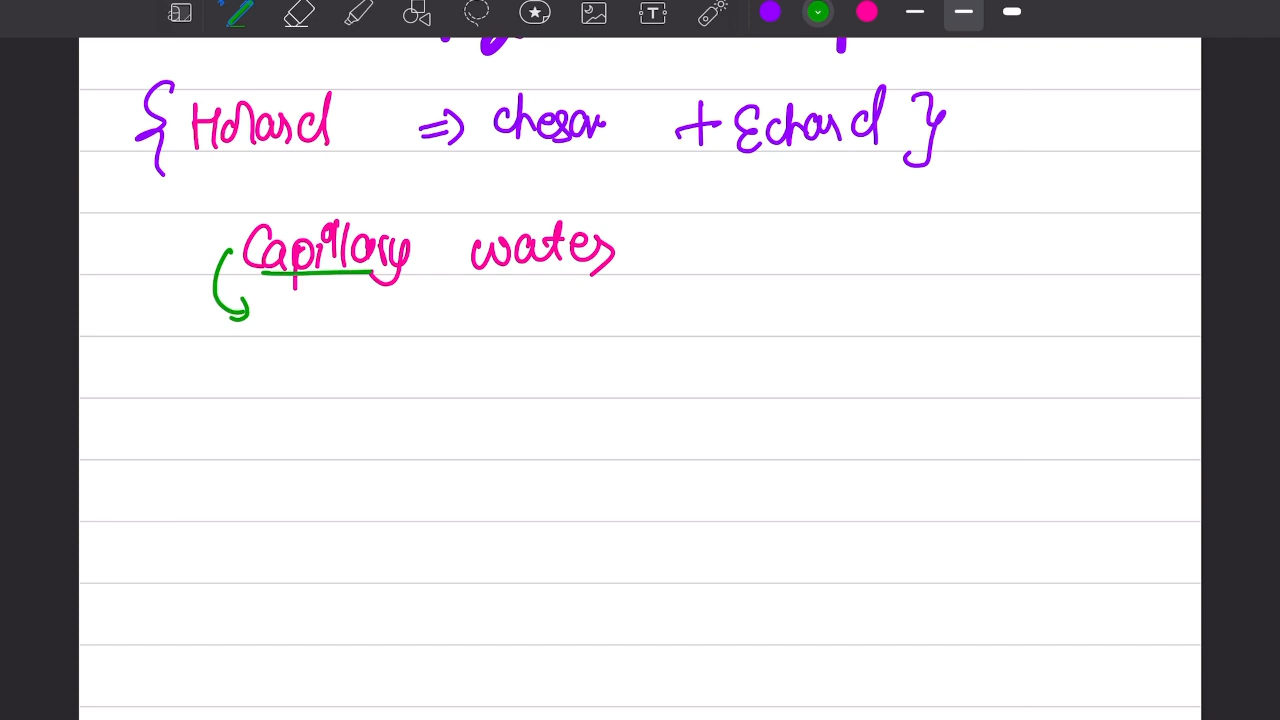 { Holard ⇒ chesar + Echard }
Capillary water